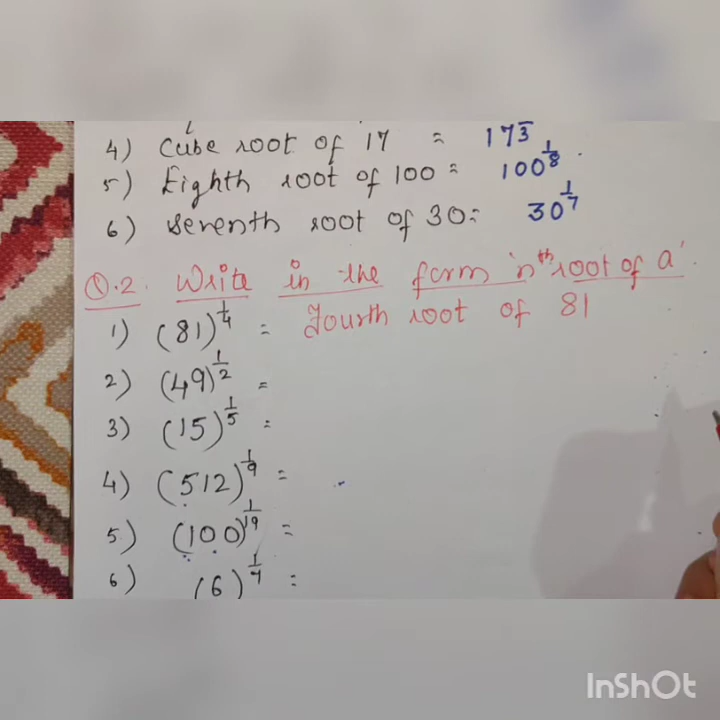 4) Cube root of 17 = 17^1/3
5) Eighth root of 100 = 100^1/8 .
6) Seventh root of 30 = 30^1/7
Q.2. Write in the form 'nth root of a'
1) (81)^1/4 = Fourth root of 81
2) (49)^1/2 =
3) (15)^1/5 =
4) (512)^1/9 =
5) (100)^1/19 =
6) (6)^1/7 =
InShOt